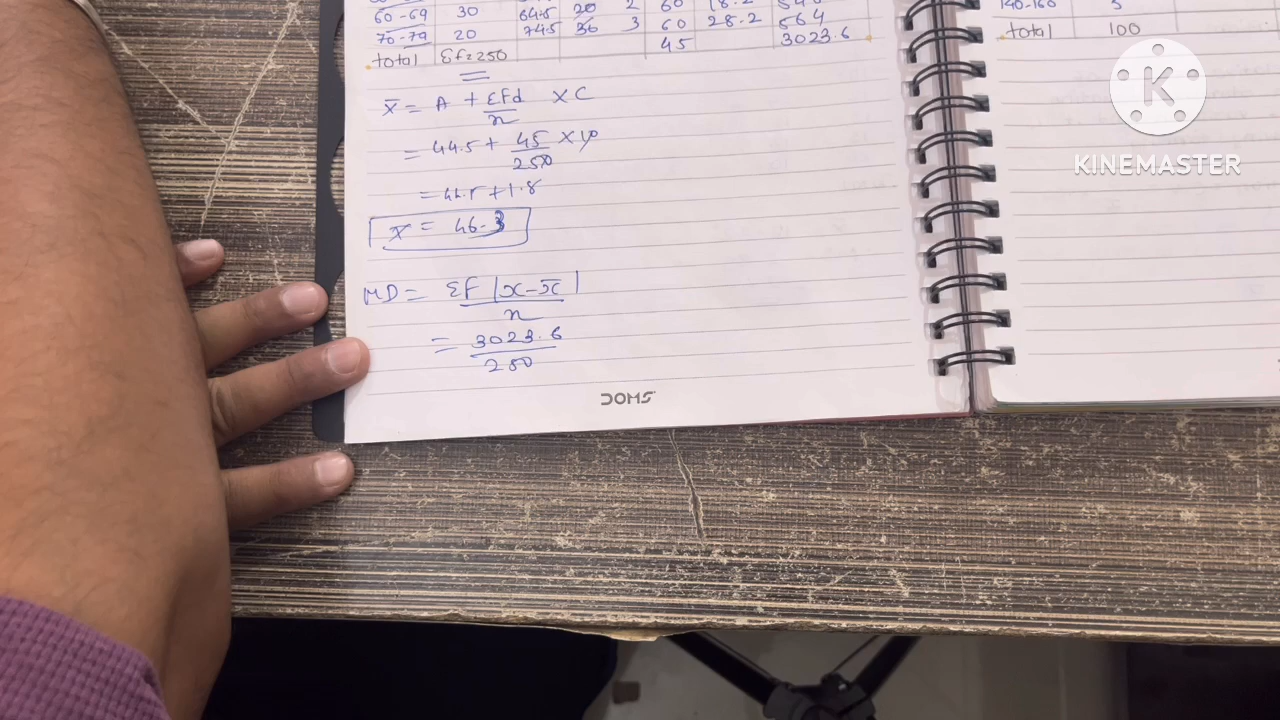 60-69 30 64.5 20 2 60 18.2 546
70-79 20 74.5 30 3 60 28.2 564
total Σf=250 45 3023.6
x̄ = A + Σfd/n × C
= 44.5 + 45/250 × 10
= 44.5 + 1.8
x̄ = 46.3
MD = Σf |x-x̄| / n
= 3023.6/250
DOMS
140-160 5
total 100
K
KINEMASTER